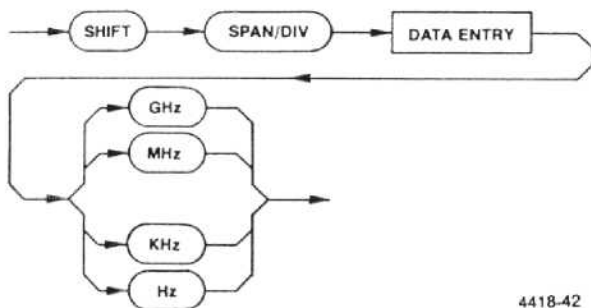 SHIFT SPAN/DIV DATA ENTRY
GHz
MHz
KHz
Hz
4418-42